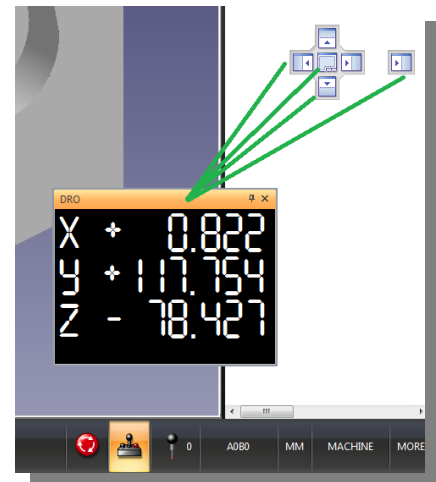 DRO
X + 0.822
Y + 117.754
Z - 78.427
0 A0B0 MM MACHINE MORE